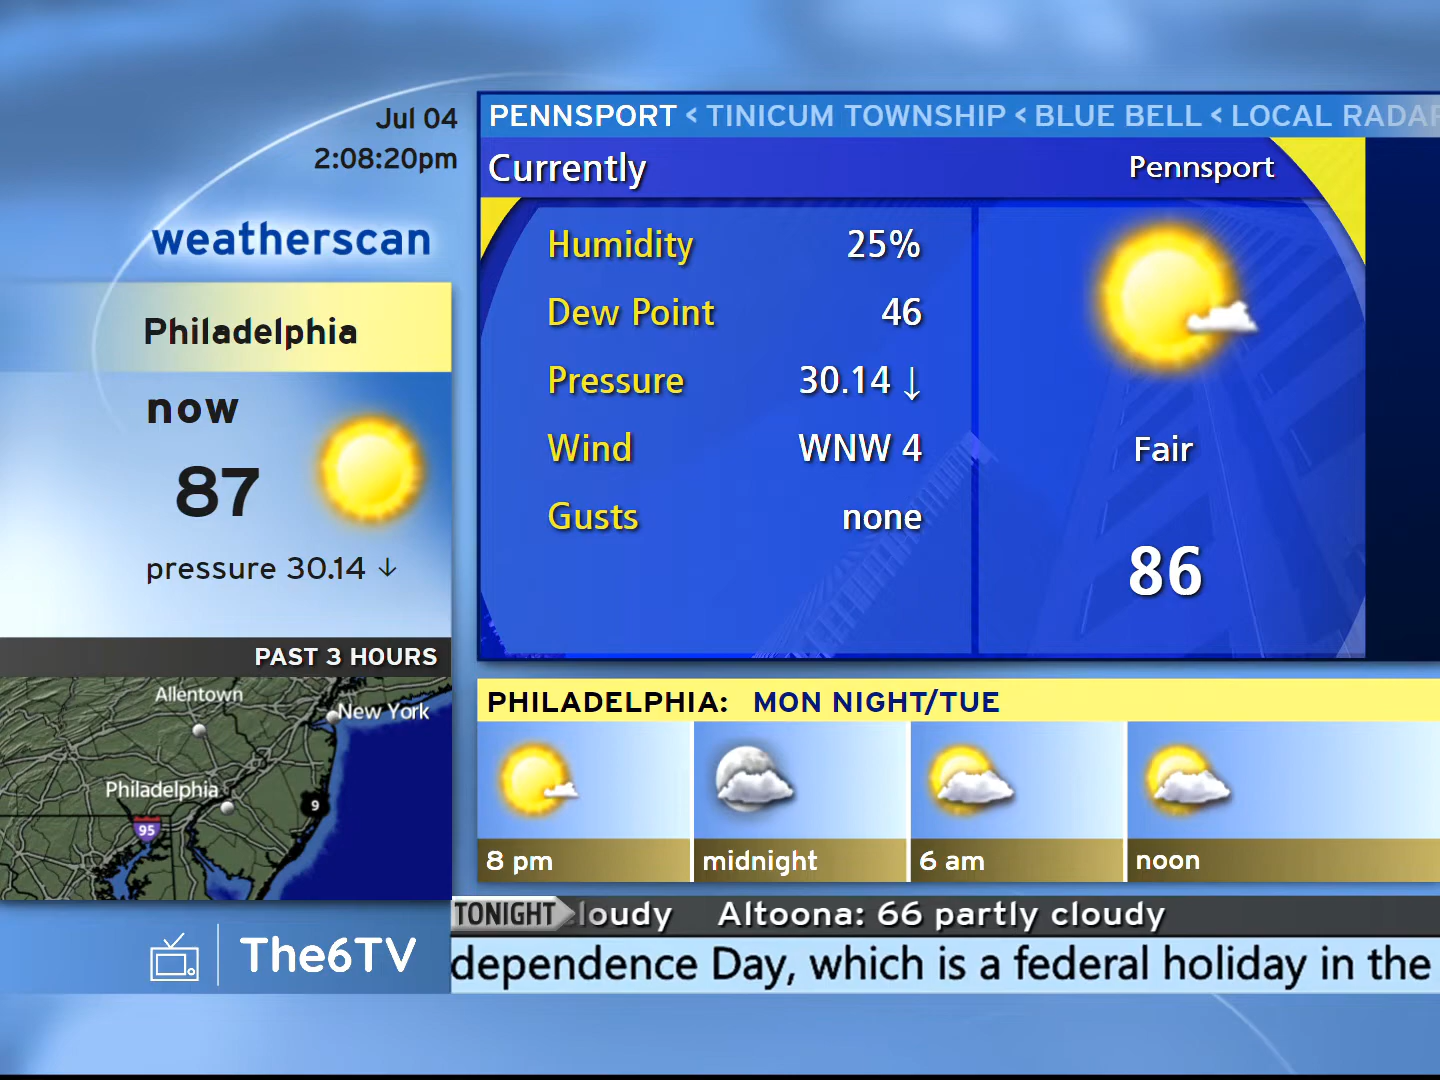 Jul 04
2:08:20pm
weatherscan
Philadelphia
now
87
pressure 30.14 ↓
PAST 3 HOURS
Allentown
New York
Philadelphia
9
95
The6TV
PENNSPORT < TINICUM TOWNSHIP < BLUE BELL < LOCAL RADAR
Currently Pennsport
Humidity 25%
Dew Point 46
Pressure 30.14 ↓
Wind WNW 4
Gusts none
Fair
86
PHILADELPHIA: MON NIGHT/TUE
8 pm midnight 6 am noon
TONIGHT loudy Altoona: 66 partly cloudy
dependence Day, which is a federal holiday in the